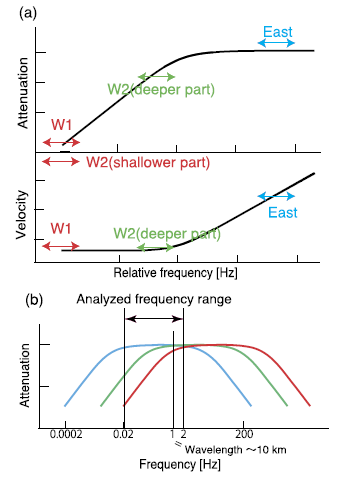 (a)
East
W2(deeper part)
Attenuation
W1
W2(shallower part)
Velocity
W1
W2(deeper part)
East
Relative frequency [Hz]
(b)
Analyzed frequency range
Attenuation
0.0002 0.02 1 2 200
= Wavelength ~10 km
Frequency [Hz]